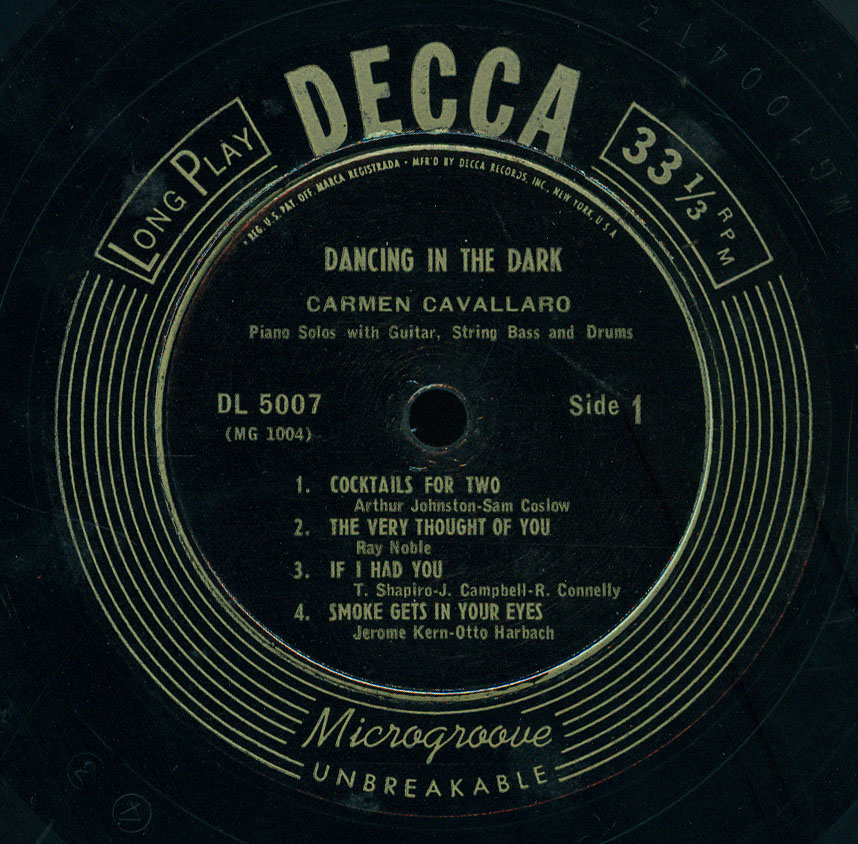 DECCA
LONG PLAY
33 1/3 RPM
• REG. U.S. PAT. OFF. MARCA REGISTRADA • MFR'D BY DECCA RECORDS, INC., NEW YORK, U S A
DANCING IN THE DARK
CARMEN CAVALLARO
Piano Solos with Guitar, String Bass and Drums
DL 5007
Side 1
(MG 1004)
1. COCKTAILS FOR TWO
Arthur Johnston-Sam Coslow
2. THE VERY THOUGHT OF YOU
Ray Noble
3. IF I HAD YOU
T. Shapiro-J. Campbell-R. Connelly
4. SMOKE GETS IN YOUR EYES
Jerome Kern-Otto Harbach
Microgroove
UNBREAKABLE